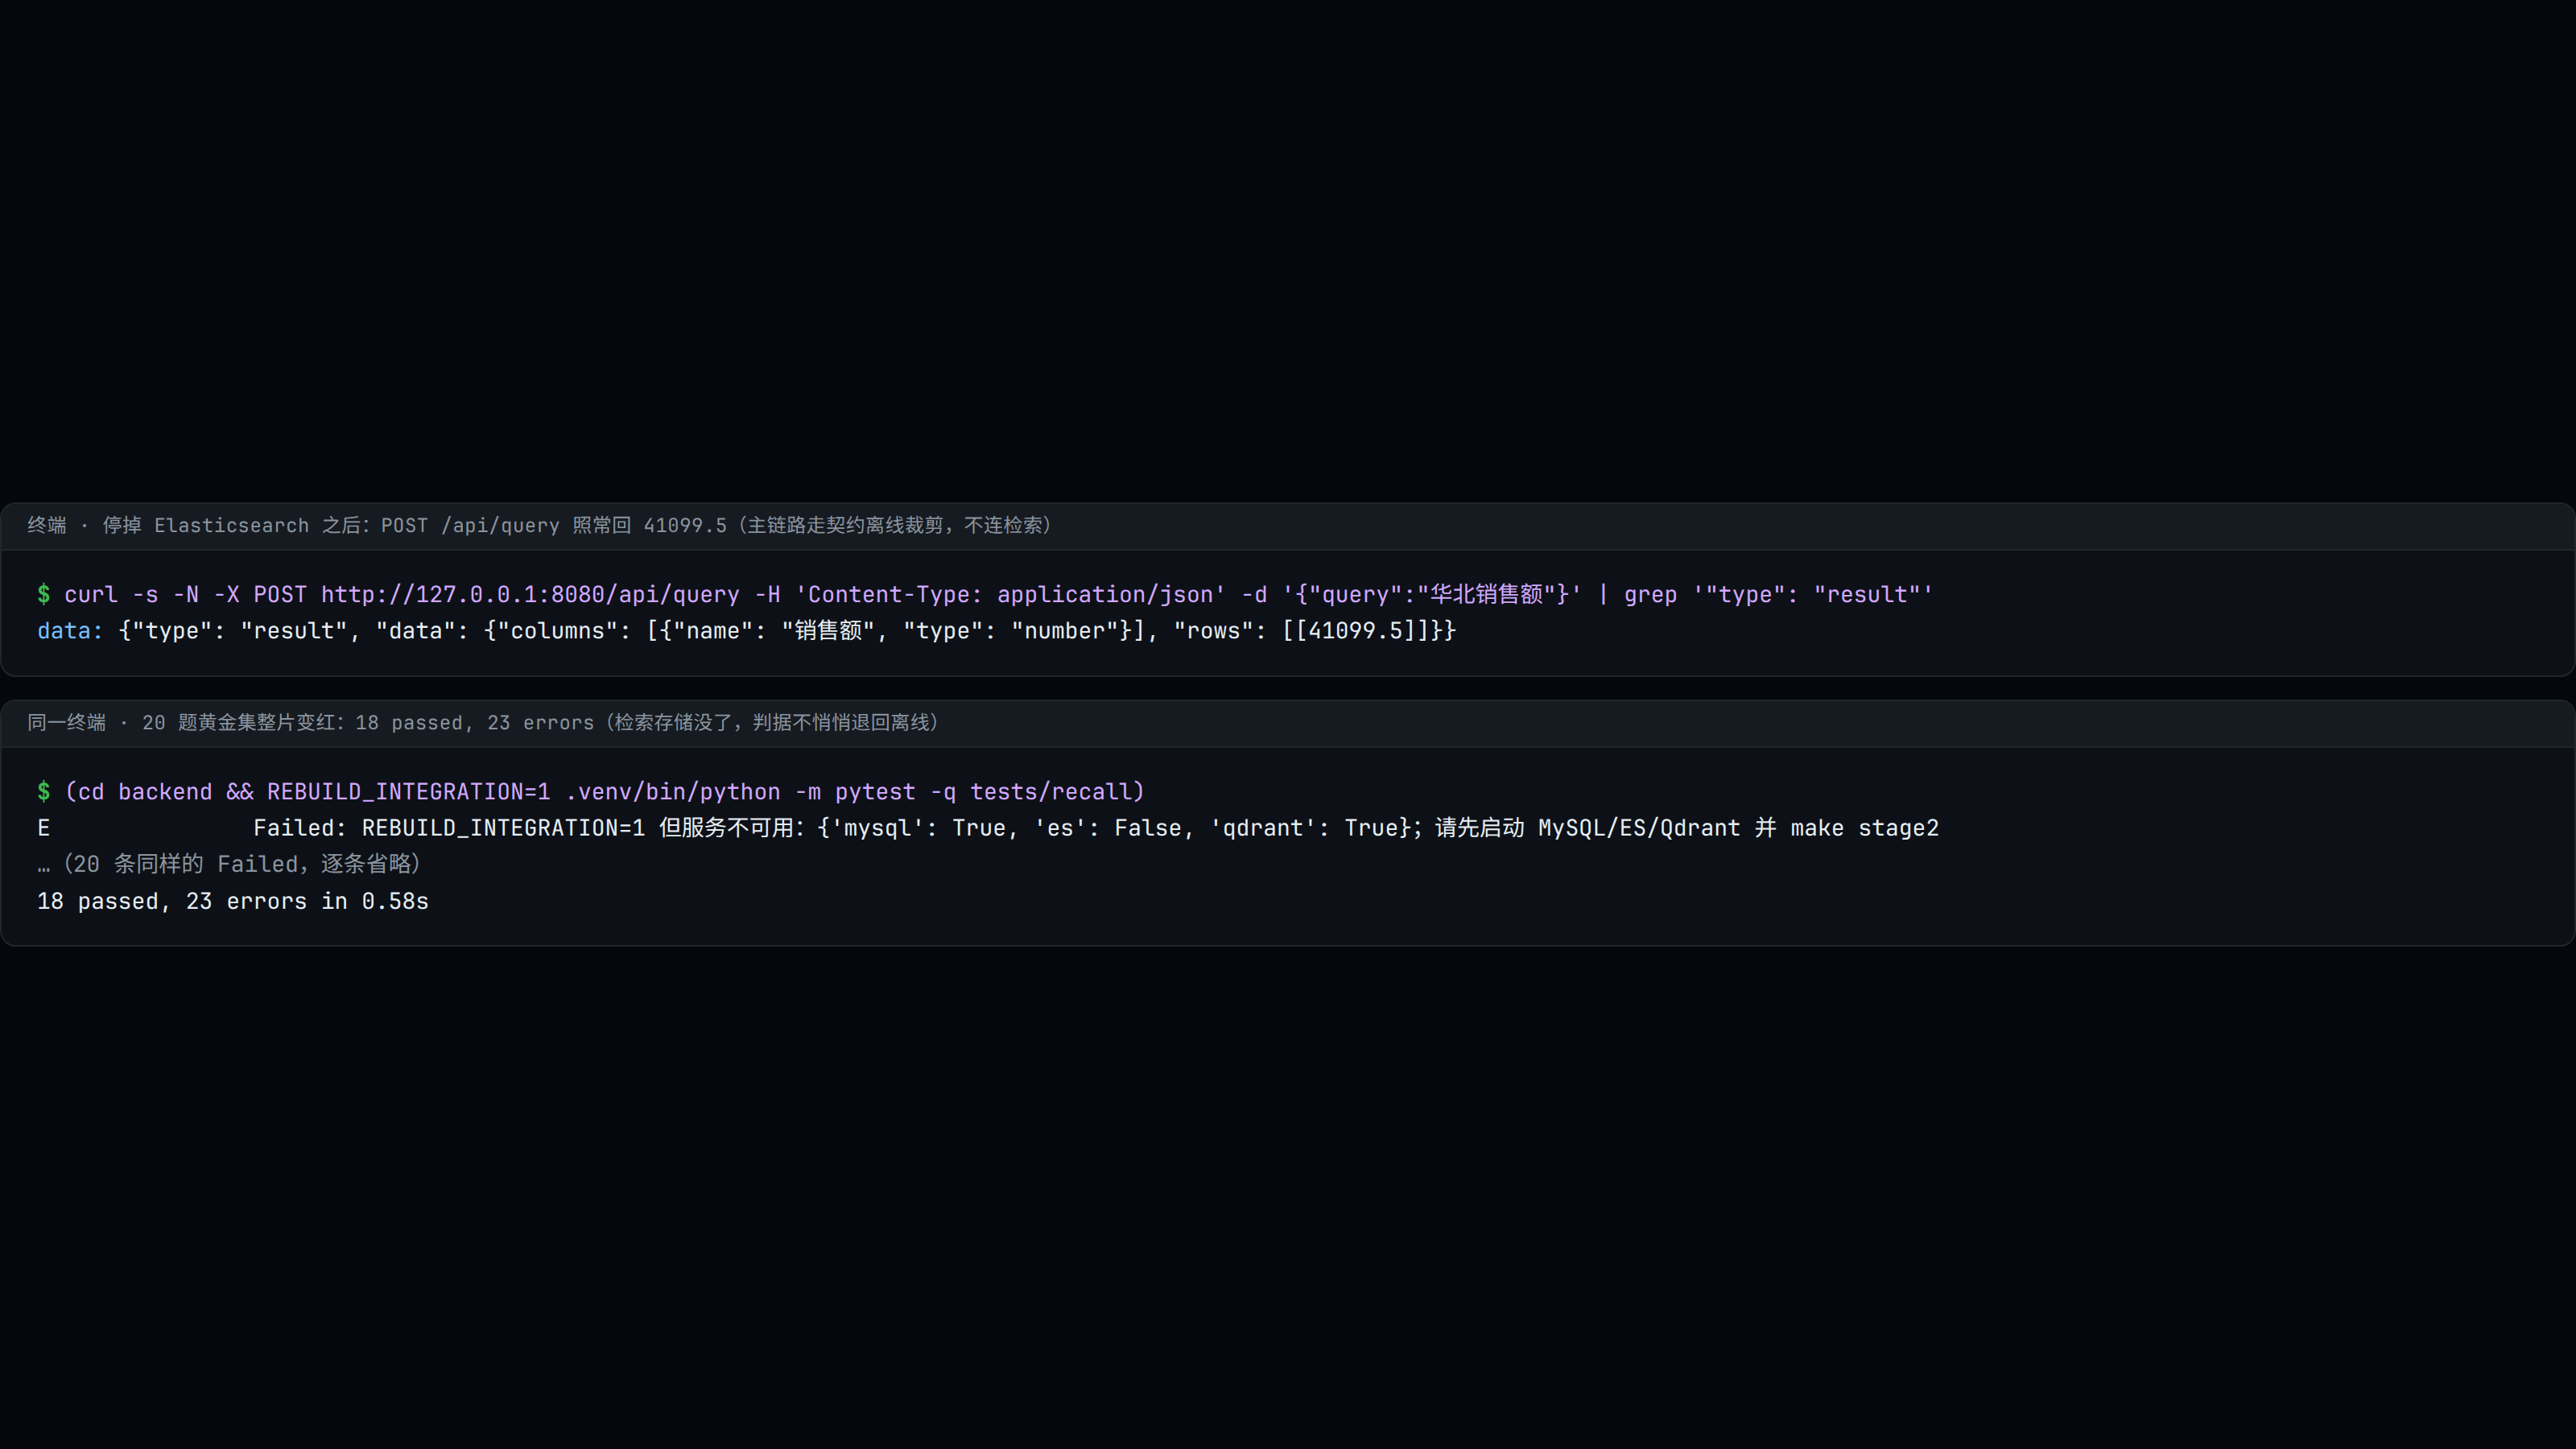 终端 · 停掉 Elasticsearch 之后：POST /api/query 照常回 41099.5（主链路走契约离线裁剪，不连检索）
$ curl -s -N -X POST http://127.0.0.1:8080/api/query -H 'Content-Type: application/json' -d '{"query":"华北销售额"}' | grep '"type": "result"'
data: {"type": "result", "data": {"columns": [{"name": "销售额", "type": "number"}], "rows": [[41099.5]]}}
同一终端 · 20 题黄金集整片变红：18 passed, 23 errors（检索存储没了，判据不悄悄退回离线）
$ (cd backend && REBUILD_INTEGRATION=1 .venv/bin/python -m pytest -q tests/recall)
E               Failed: REBUILD_INTEGRATION=1 但服务不可用：{'mysql': True, 'es': False, 'qdrant': True}；请先启动 MySQL/ES/Qdrant 并 make stage2
…（20 条同样的 Failed，逐条省略）
18 passed, 23 errors in 0.58s